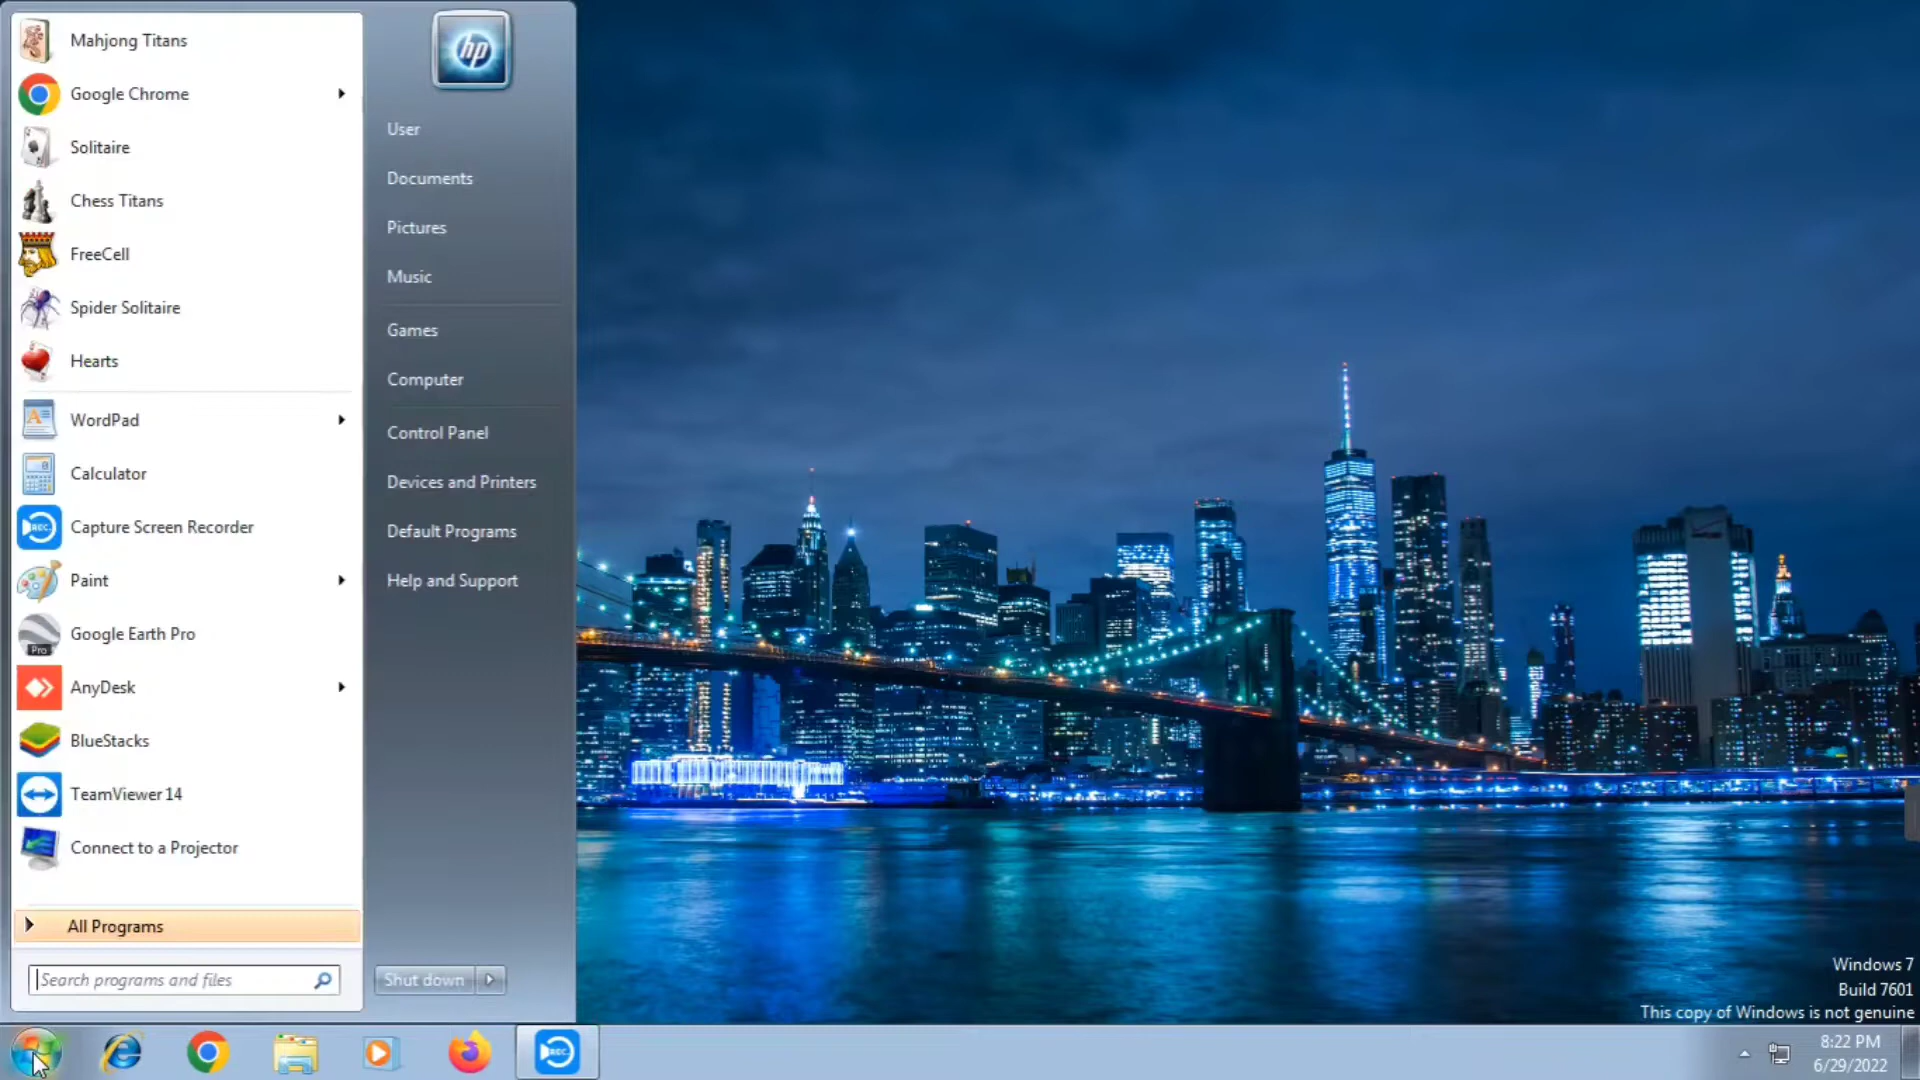 Mahjong Titans
Google Chrome
Solitaire
Chess Titans
FreeCell
Spider Solitaire
Hearts
WordPad
Calculator
REC.
Capture Screen Recorder
Paint
Pro
Google Earth Pro
AnyDesk
BlueStacks
TeamViewer 14
Connect to a Projector
All Programs
Search programs and files
hp
User
Documents
Pictures
Music
Games
Computer
Control Panel
Devices and Printers
Default Programs
Help and Support
Shut down
Windows 7
Build 7601
This copy of Windows is not genuine
REC.
8:22 PM
6/29/2022